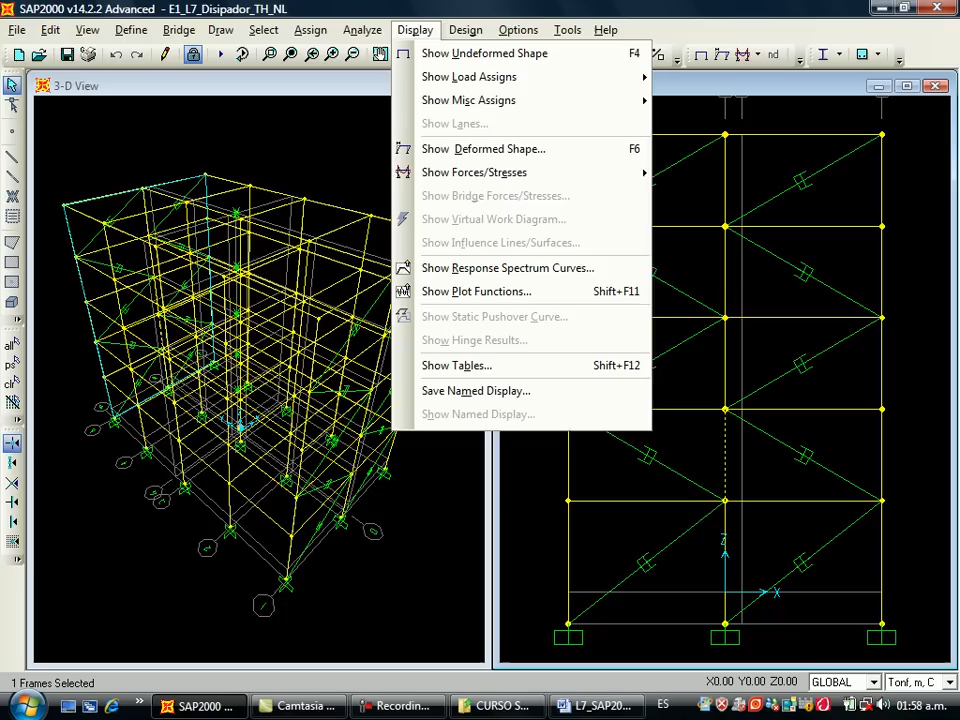 SAP2000 v14.2.2 Advanced - E1_L7_Disipador_TH_NL
File Edit View Define Bridge Draw Select Assign Analyze Display Design Options Tools Help
nd
3-D View
Show Undeformed Shape F4
Show Load Assigns
Show Misc Assigns
Show Lanes...
Show Deformed Shape... F6
Show Forces/Stresses
Show Bridge Forces/Stresses...
Show Virtual Work Diagram...
Show Influence Lines/Surfaces...
Show Response Spectrum Curves...
Show Plot Functions... Shift+F11
Show Static Pushover Curve...
Show Hinge Results...
Show Tables... Shift+F12
Save Named Display...
Show Named Display...
all
ps
clr
Z
X
1 Frames Selected
X0.00 Y0.00 Z0.00
GLOBAL
Tonf, m, C
SAP2000 ...
Camtasia ...
Recordin...
CURSO S...
L7_SAP20...
ES
01:58 a.m.